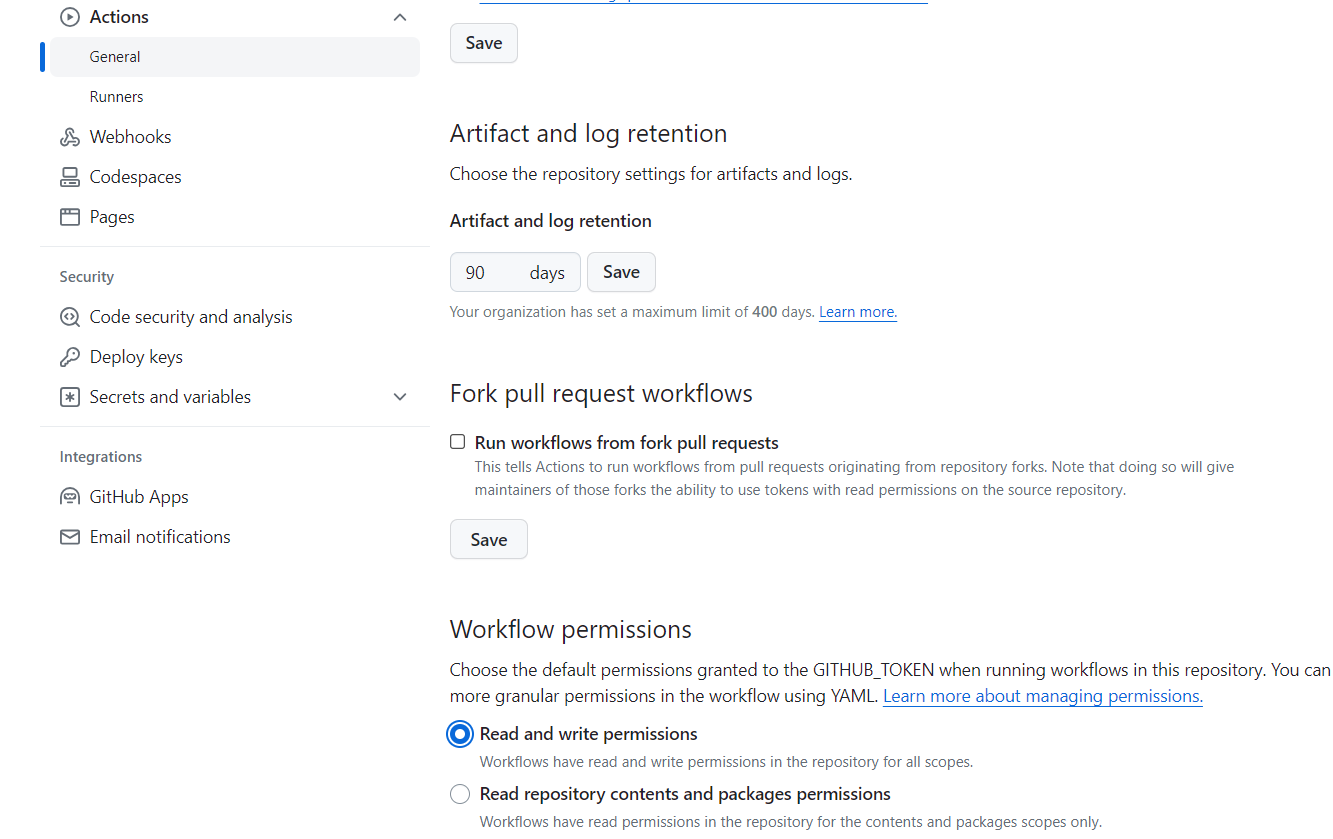 Actions
General
Runners
Webhooks
Codespaces
Pages
Security
Code security and analysis
Deploy keys
Secrets and variables
Integrations
GitHub Apps
Email notifications
Save
Artifact and log retention
Choose the repository settings for artifacts and logs.
Artifact and log retention
90 days Save
Your organization has set a maximum limit of 400 days. Learn more.
Fork pull request workflows
Run workflows from fork pull requests
This tells Actions to run workflows from pull requests originating from repository forks. Note that doing so will give
maintainers of those forks the ability to use tokens with read permissions on the source repository.
Save
Workflow permissions
Choose the default permissions granted to the GITHUB_TOKEN when running workflows in this repository. You can
more granular permissions in the workflow using YAML. Learn more about managing permissions.
Read and write permissions
Workflows have read and write permissions in the repository for all scopes.
Read repository contents and packages permissions
Workflows have read permissions in the repository for the contents and packages scopes only.